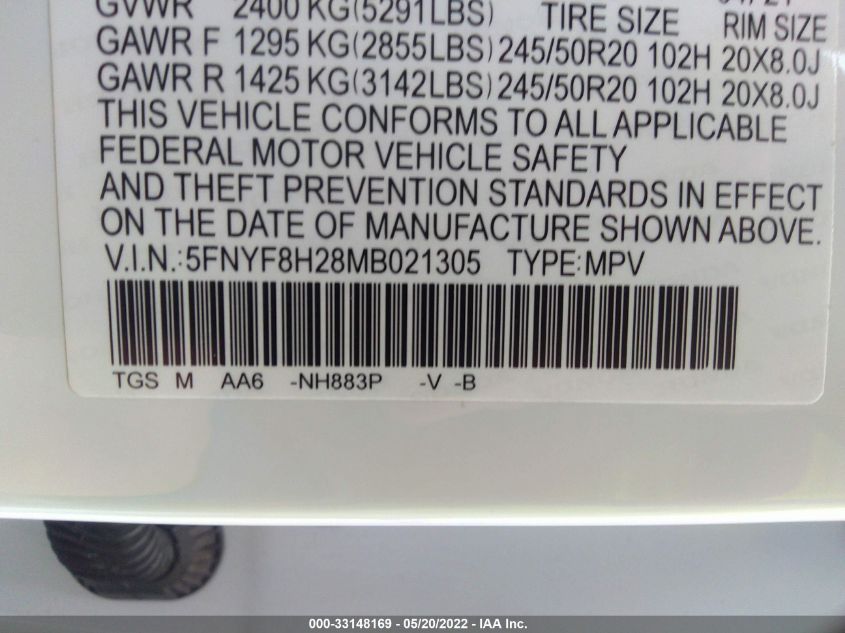 GVWR 2400 KG(5291LBS) TIRE SIZE RIM SIZE
GAWR F 1295 KG(2855LBS) 245/50R20 102H 20X8.0J
GAWR R 1425 KG(3142LBS) 245/50R20 102H 20X8.0J
THIS VEHICLE CONFORMS TO ALL APPLICABLE
FEDERAL MOTOR VEHICLE SAFETY
AND THEFT PREVENTION STANDARDS IN EFFECT
ON THE DATE OF MANUFACTURE SHOWN ABOVE.
V.I.N.:5FNYF8H28MB021305 TYPE:MPV
TGS M AA6 -NH883P -V -B
000-33148169 - 05/20/2022 - IAA Inc.